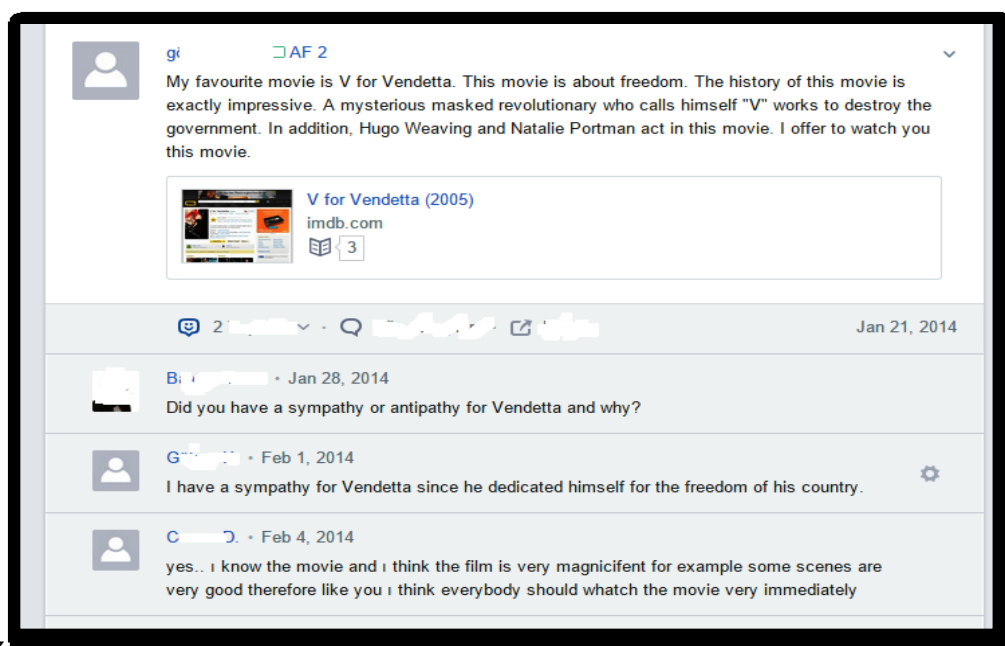 AF 2
My favourite movie is V for Vendetta. This movie is about freedom. The history of this movie is
exactly impressive. A mysterious masked revolutionary who calls himself "V" works to destroy the
government. In addition, Hugo Weaving and Natalie Portman act in this movie. I offer to watch you
this movie.
V for Vendetta (2005)
imdb.com
3
2
Jan 21, 2014
• Jan 28, 2014
Did you have a sympathy or antipathy for Vendetta and why?
• Feb 1, 2014
I have a sympathy for Vendetta since he dedicated himself for the freedom of his country.
• Feb 4, 2014
yes.. ı know the movie and ı think the film is very magnicifent for example some scenes are
very good therefore like you ı think everybody should whatch the movie very immediately